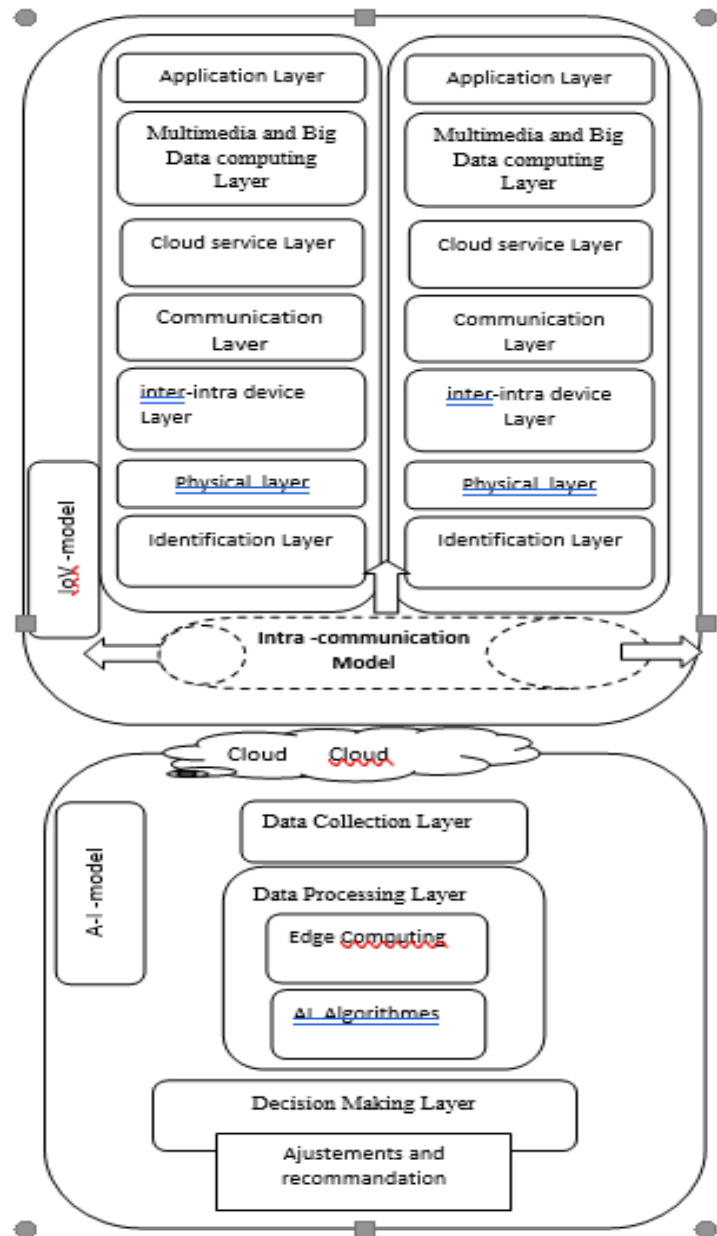 Application Layer
Multimedia and Big
Data computing
Layer
Cloud service Layer
Communication
Laver
inter-intra device
Layer
Physical layer
Identification Layer
Application Layer
Multimedia and Big
Data computing
Layer
Cloud service Layer
Communication
Layer
inter-intra device
Layer
Physical layer
Identification Layer
IoV -model
Intra -communication
Model
Cloud Cloud
A-I -model
Data Collection Layer
Data Processing Layer
Edge Computing
AI Algorithmes
Decision Making Layer
Ajustements and
recommandation